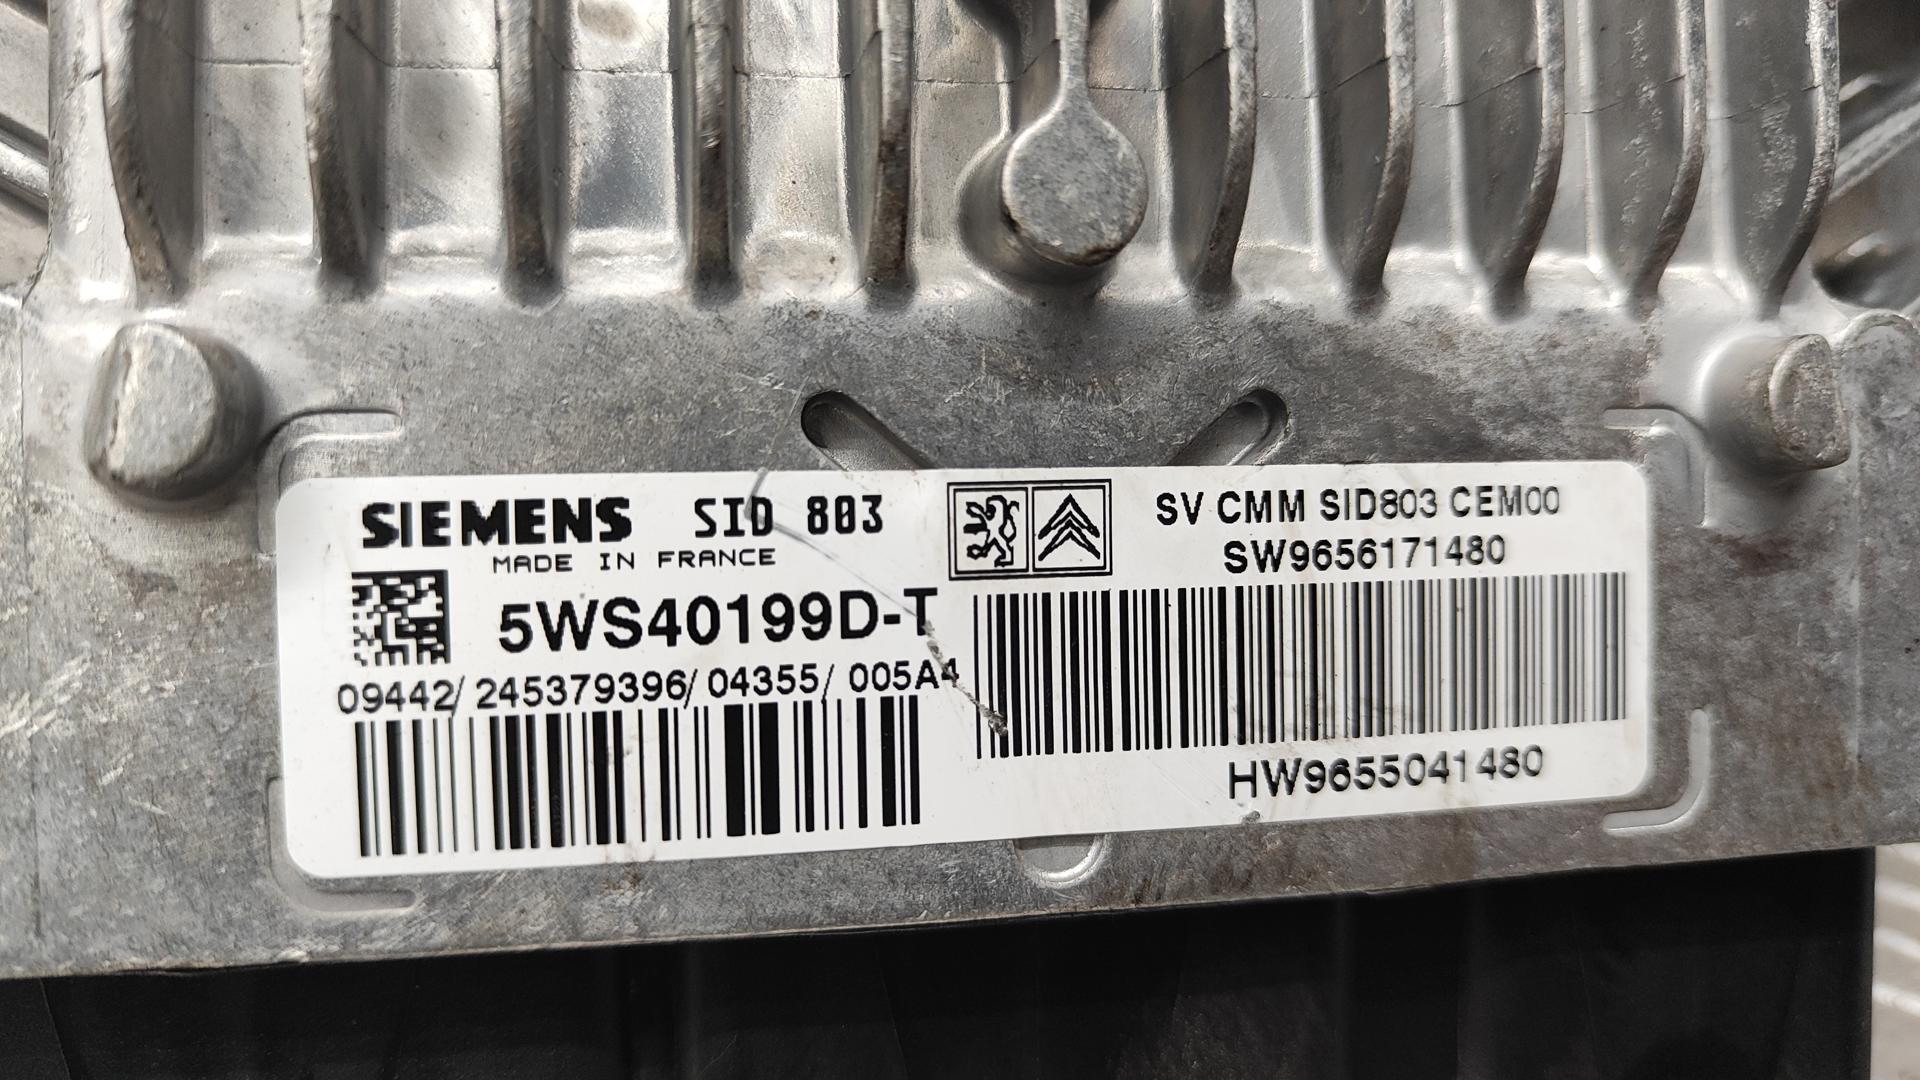 SIEMENS SID 803
MADE IN FRANCE
5WS40199D-T
09442/245379396/04355/005A4
SV CMM SID803 CEM00
SW9656171480
HW9655041480